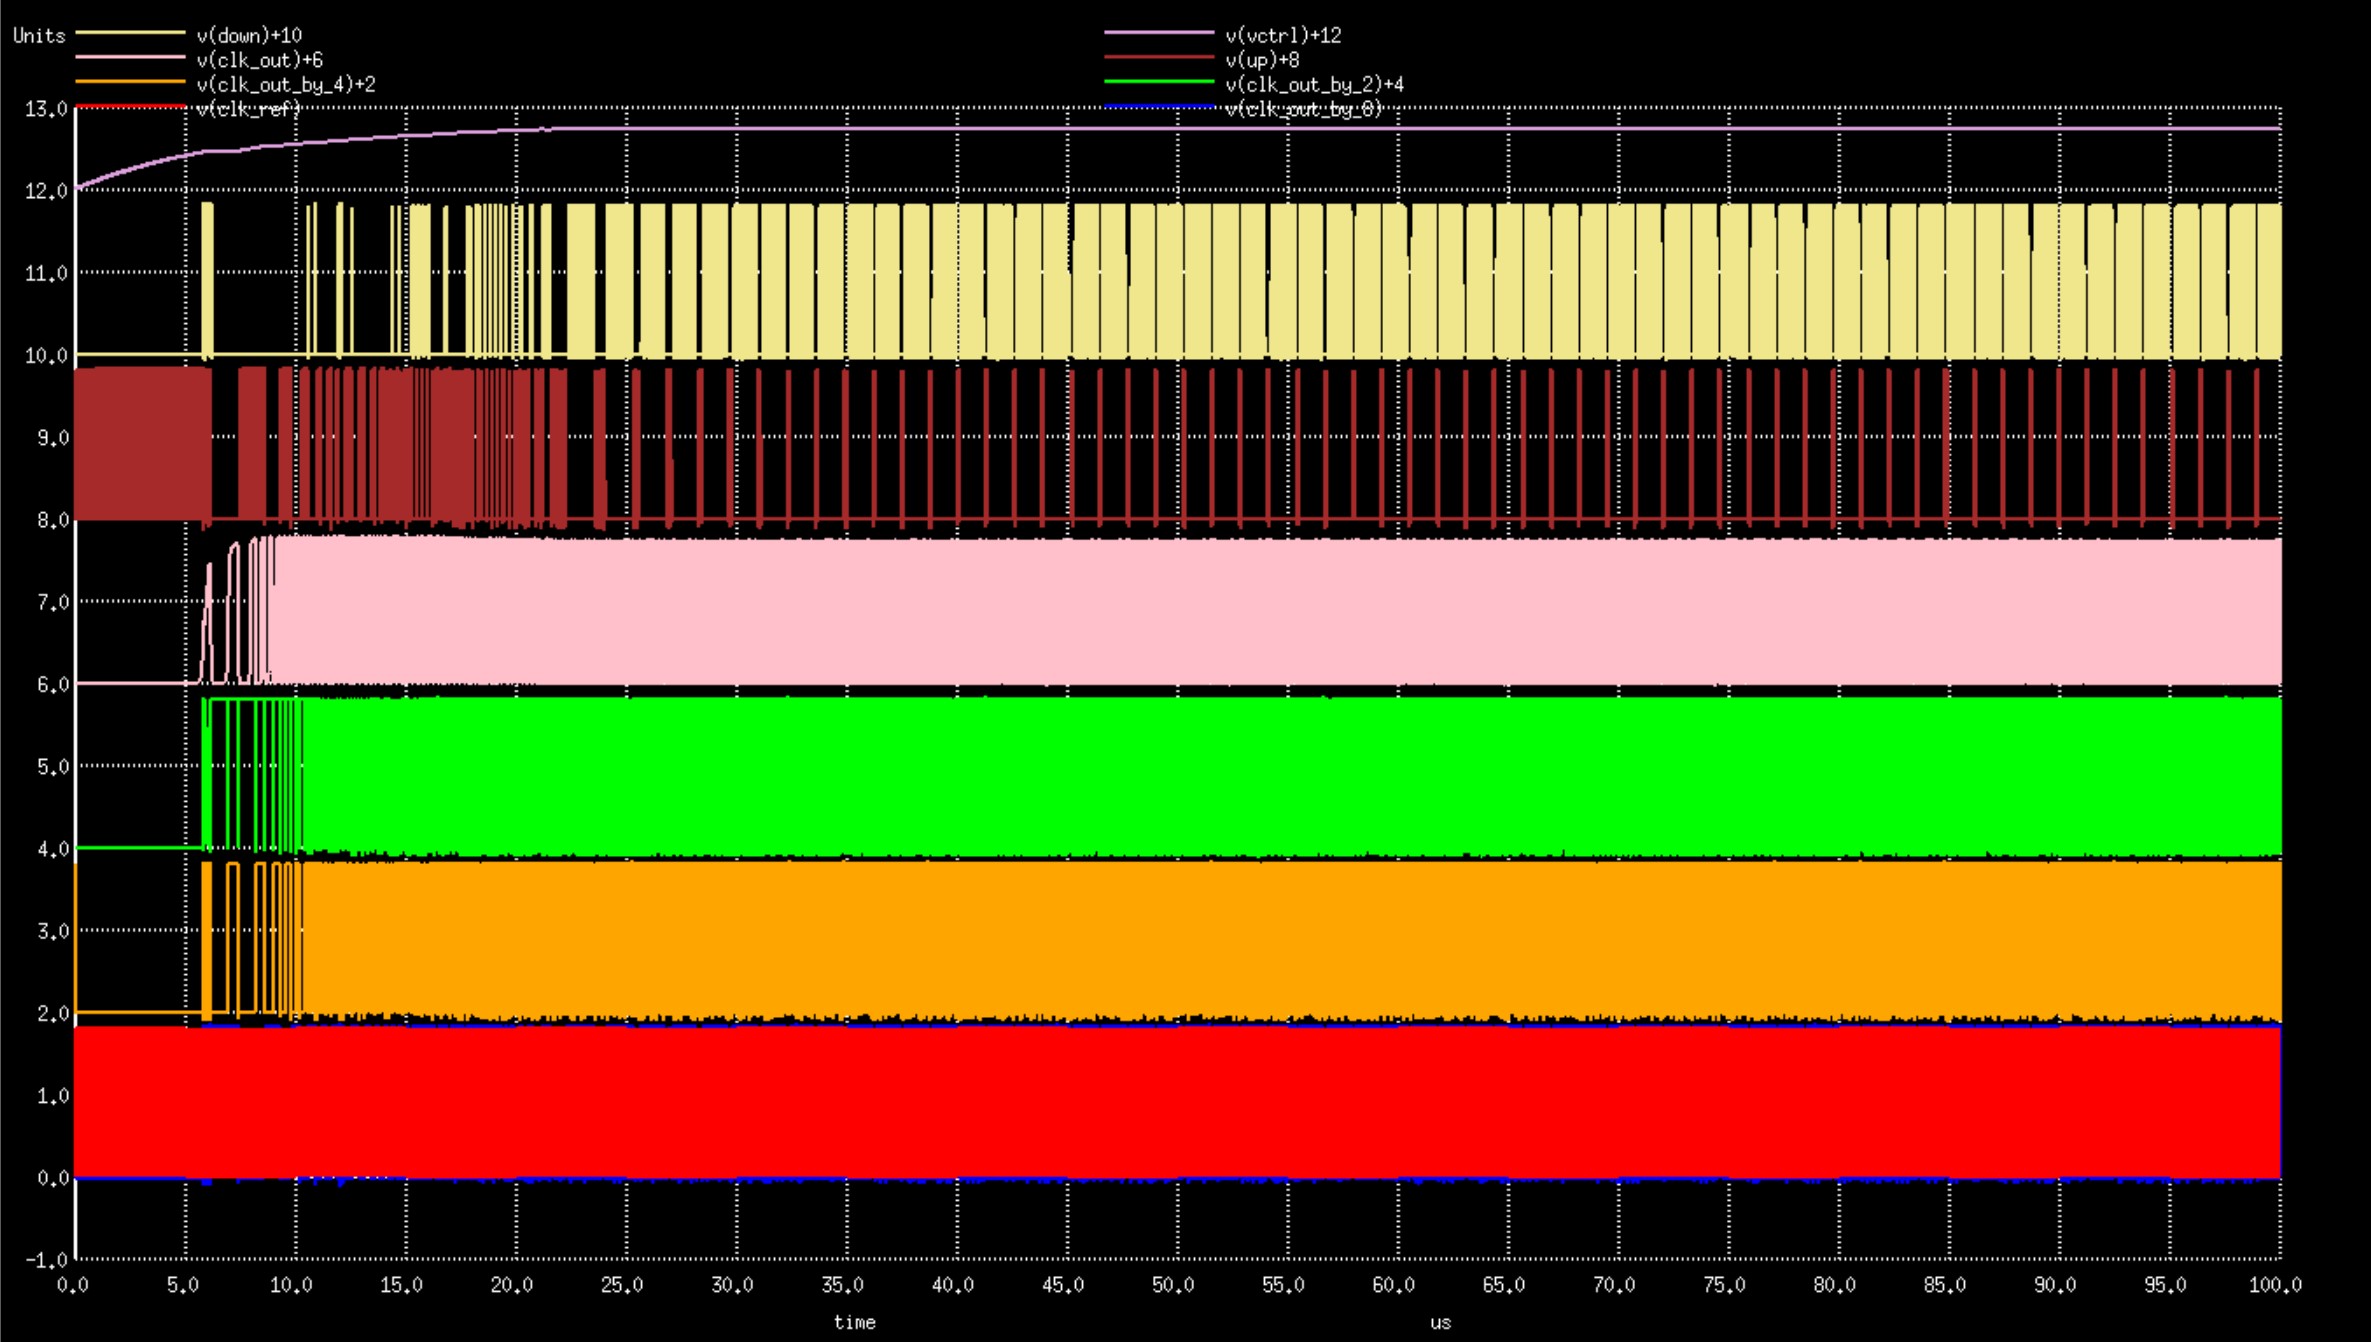 Units v(down)+10 v(vctrl)+12
v(clk_out)+6 v(up)+8
v(clk_out_by_4)+2 v(clk_out_by_2)+4
v(clk_ref) v(clk_out_by_8)
13.0
12.0
11.0
10.0
9.0
8.0
7.0
6.0
5.0
4.0
3.0
2.0
1.0
0.0
-1.0
0.0 5.0 10.0 15.0 20.0 25.0 30.0 35.0 40.0 45.0 50.0 55.0 60.0 65.0 70.0 75.0 80.0 85.0 90.0 95.0 100.0
time us